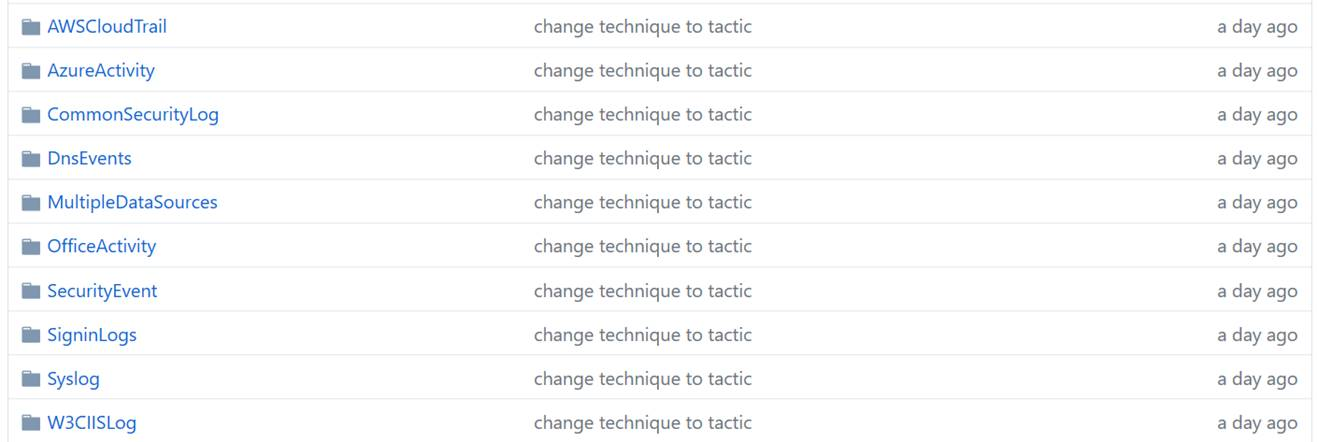 AWSCloudTrail change technique to tactic a day ago
AzureActivity change technique to tactic a day ago
CommonSecurityLog change technique to tactic a day ago
DnsEvents change technique to tactic a day ago
MultipleDataSources change technique to tactic a day ago
OfficeActivity change technique to tactic a day ago
SecurityEvent change technique to tactic a day ago
SigninLogs change technique to tactic a day ago
Syslog change technique to tactic a day ago
W3CIISLog change technique to tactic a day ago